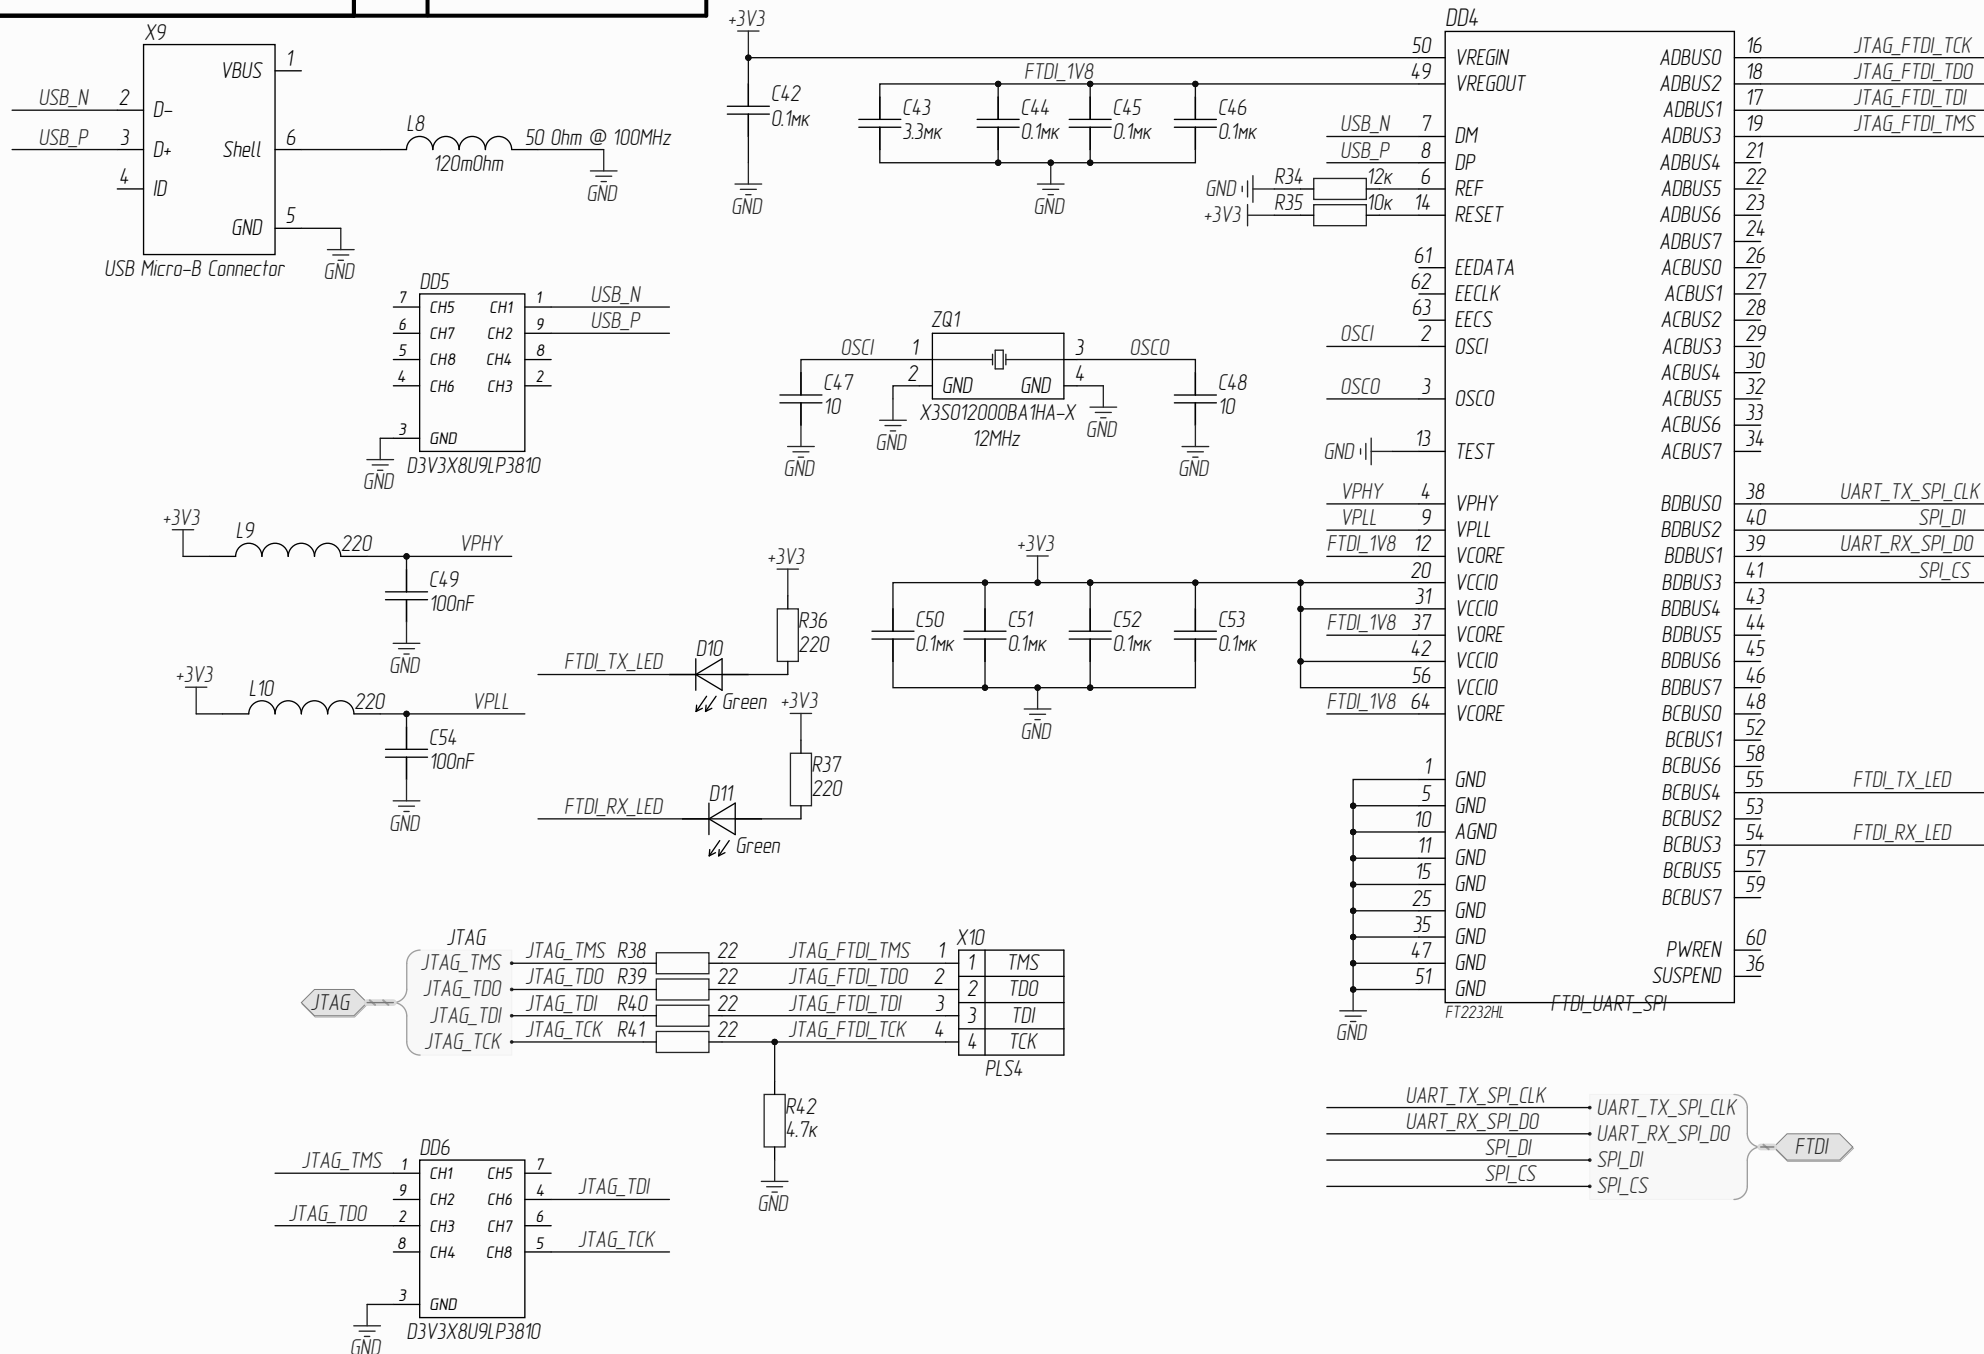 X9
VBUS 1
USB_N 2 D-
USB_P 3 D+
Shell 6
4 ID
GND 5
GND
USB Micro-B Connector
L8
120mOhm
50 Ohm @ 100MHz
GND
DD5
7 CH5 CH1 1 USB_N
6 CH7 CH2 9 USB_P
5 CH8 CH4 8
4 CH6 CH3 2
3 GND
GND
D3V3X8U9LP3810
+3V3
C42
0.1мк
GND
FTDI_1V8
C43
3.3мк
C44
0.1мк
C45
0.1мк
C46
0.1мк
GND
GND R34 12к
+3V3 R35 10к
ZQ1
OSCI 1 3 OSCO
2 GND GND 4
C47
10
C48
10
GND
GND
X3S012000BA1HA-X
12MHz
GND
GND
+3V3
L9
220
VPHY
C49
100nF
GND
+3V3
L10
220
VPLL
C54
100nF
GND
+3V3
R36
220
FTDI_TX_LED
D10
Green
+3V3
R37
220
FTDI_RX_LED
D11
Green
+3V3
C50
0.1мк
C51
0.1мк
C52
0.1мк
C53
0.1мк
GND
DD4
50 VREGIN
49 VREGOUT
USB_N 7 DM
USB_P 8 DP
6 REF
14 RESET
61 EEDATA
62 EECLK
63 EECS
OSCI 2 OSCI
OSCO 3 OSCO
GND 13 TEST
VPHY 4 VPHY
VPLL 9 VPLL
FTDI_1V8 12 VCORE
20 VCCIO
31 VCCIO
FTDI_1V8 37 VCORE
42 VCCIO
56 VCCIO
FTDI_1V8 64 VCORE
1 GND
5 GND
10 AGND
11 GND
15 GND
25 GND
35 GND
47 GND
51 GND
GND
ADBUS0 16 JTAG_FTDI_TCK
ADBUS2 18 JTAG_FTDI_TDO
ADBUS1 17 JTAG_FTDI_TDI
ADBUS3 19 JTAG_FTDI_TMS
ADBUS4 21
ADBUS5 22
ADBUS6 23
ADBUS7 24
ACBUS0 26
ACBUS1 27
ACBUS2 28
ACBUS3 29
ACBUS4 30
ACBUS5 32
ACBUS6 33
ACBUS7 34
BDBUS0 38 UART_TX_SPI_CLK
BDBUS2 40 SPI_DI
BDBUS1 39 UART_RX_SPI_DO
BDBUS3 41 SPI_CS
BDBUS4 43
BDBUS5 44
BDBUS6 45
BDBUS7 46
BCBUS0 48
BCBUS1 52
BCBUS6 58
BCBUS4 55 FTDI_TX_LED
BCBUS2 53
BCBUS3 54 FTDI_RX_LED
BCBUS5 57
BCBUS7 59
PWREN 60
SUSPEND 36
FT2232HL
FTDI_UART_SPI
JTAG
JTAG
JTAG_TMS JTAG_TMS R38 22 JTAG_FTDI_TMS 1
JTAG_TDO JTAG_TDO R39 22 JTAG_FTDI_TDO 2
JTAG_TDI JTAG_TDI R40 22 JTAG_FTDI_TDI 3
JTAG_TCK JTAG_TCK R41 22 JTAG_FTDI_TCK 4
X10
1 TMS
2 TDO
3 TDI
4 TCK
PLS4
R42
4.7к
GND
DD6
JTAG_TMS 1 CH1 CH5 7
9 CH2 CH6 4 JTAG_TDI
JTAG_TDO 2 CH3 CH7 6
8 CH4 CH8 5 JTAG_TCK
3 GND
GND
D3V3X8U9LP3810
UART_TX_SPI_CLK UART_TX_SPI_CLK
UART_RX_SPI_DO UART_RX_SPI_DO
SPI_DI SPI_DI
SPI_CS SPI_CS
FTDI